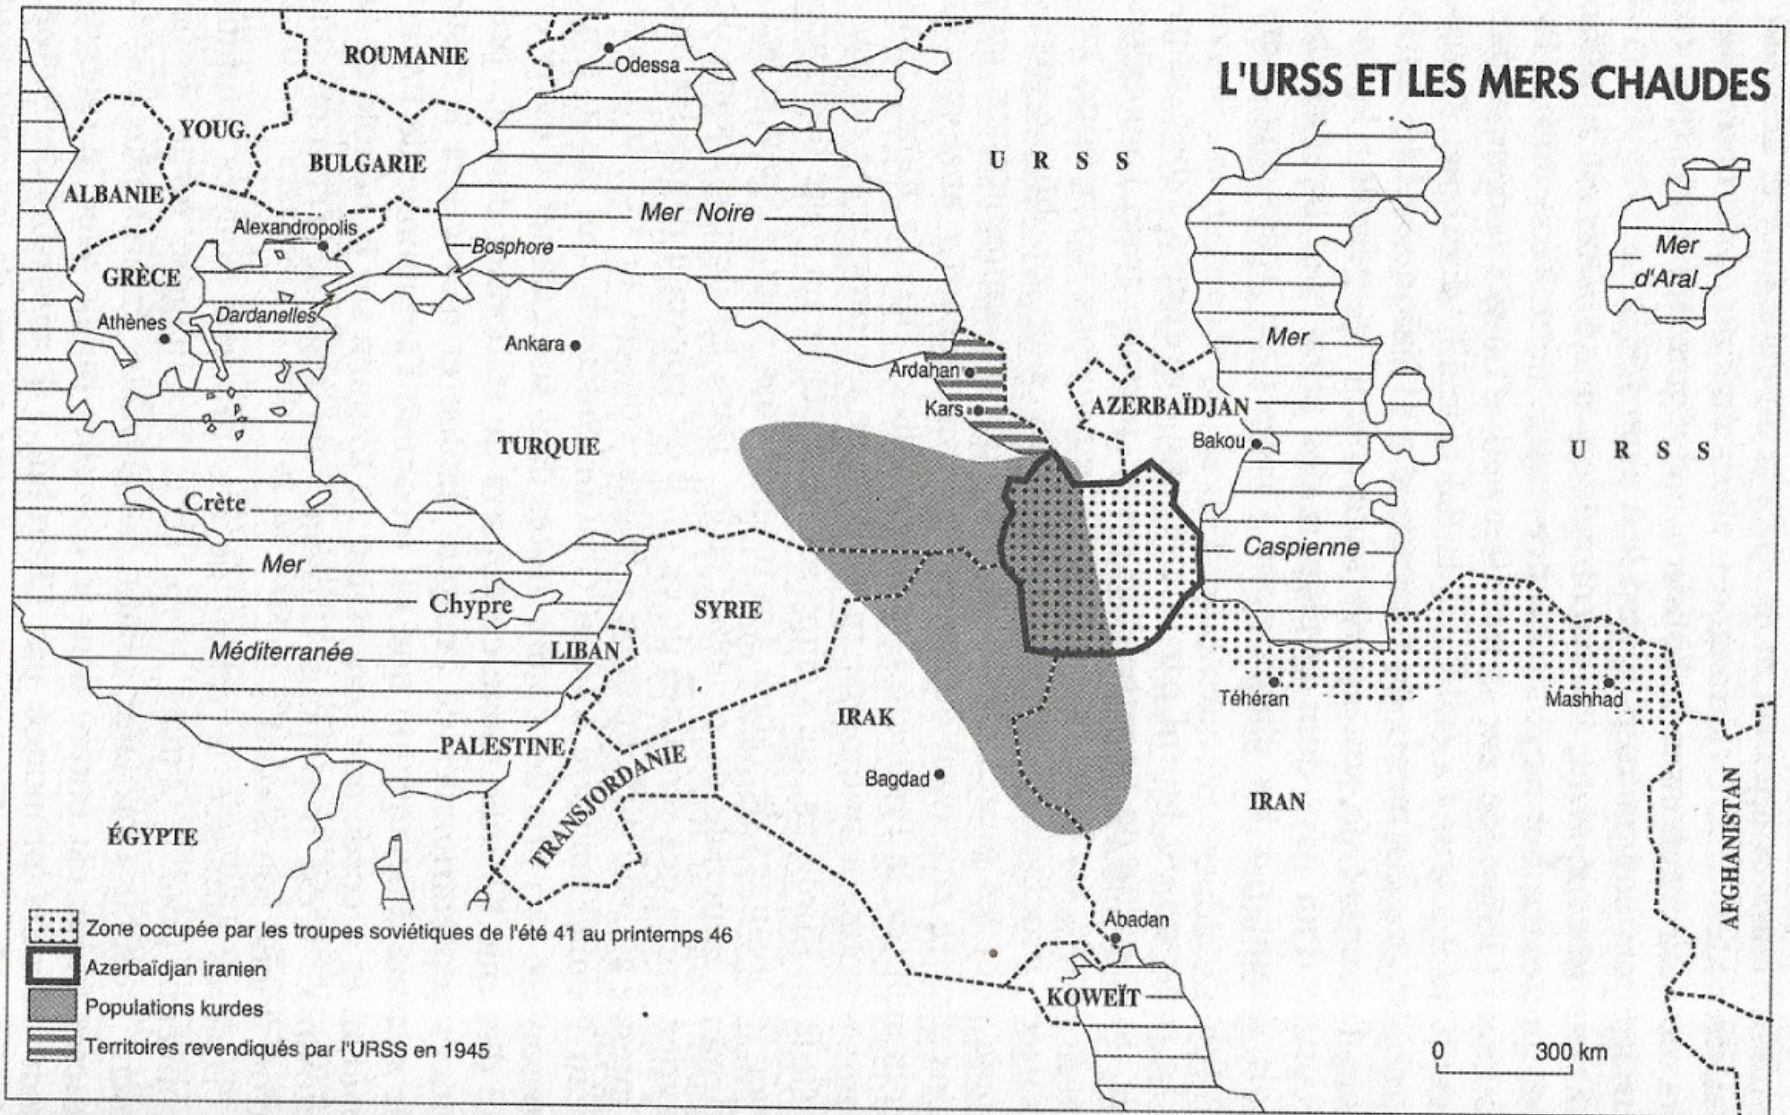 L'URSS ET LES MERS CHAUDES
ROUMANIE
Odessa
YOUG.
BULGARIE
URSS
ALBANIE
Mer Noire
Alexandropolis
Bosphore
Mer
d'Aral
GRÈCE
Dardanelles
Athènes
Ankara
Mer
Ardahan
Kars
AZERBAÏDJAN
TURQUIE
Bakou
URSS
Crète
Caspienne
Mer
Chypre
SYRIE
Méditerranée
LIBAN
Téhéran
Mashhad
IRAK
PALESTINE
TRANSJORDANIE
Bagdad
IRAN
ÉGYPTE
AFGHANISTAN
Abadan
KOWEÏT
Zone occupée par les troupes soviétiques de l'été 41 au printemps 46
Azerbaïdjan iranien
Populations kurdes
Territoires revendiqués par l'URSS en 1945
0 300 km